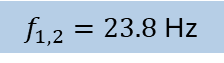 f₁,₂ = 23.8 Hz